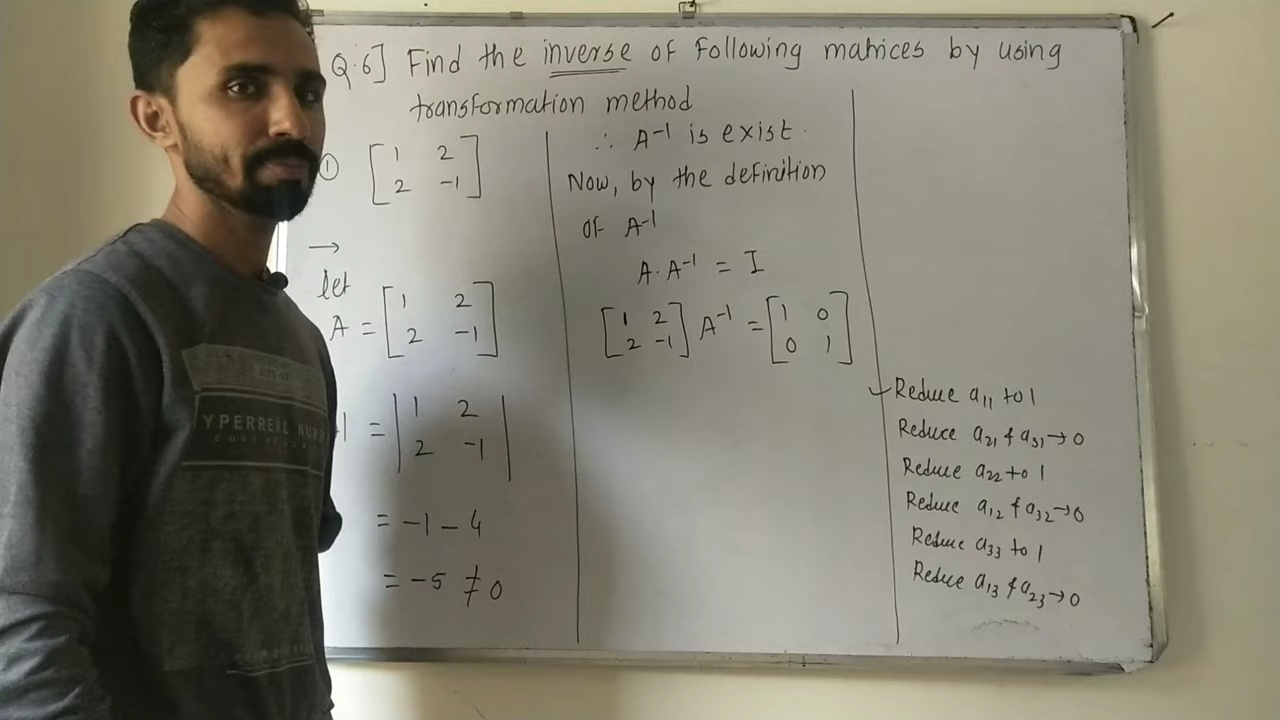 Q.6] Find the inverse of following matrices by using
transformation method
① [1 2
2 -1]
→
let
A = [1 2
2 -1]
= |1 2
2 -1|
= -1 - 4
= -5 ≠ 0
∴ A⁻¹ is exist.
Now, by the definition
of A⁻¹
A.A⁻¹ = I
[1 2
2 -1] A⁻¹ = [1 0
0 1]
Reduce a₁₁ to 1
Reduce a₂₁ & a₃₁ → 0
Reduce a₂₂ to 1
Reduce a₁₂ & a₃₂ → 0
Reduce a₃₃ to 1
Reduce a₁₃ & a₂₃ → 0
YPERREAL